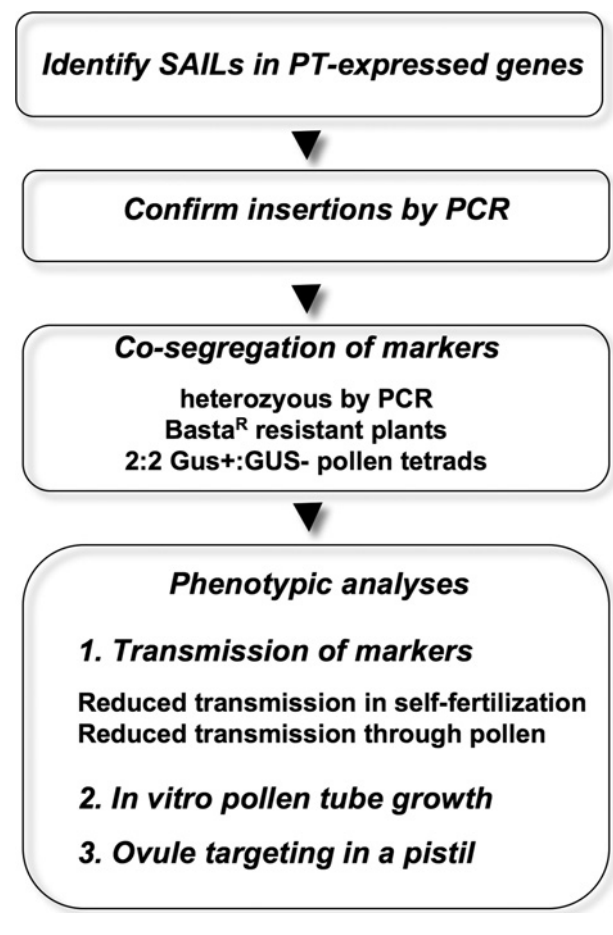 Identify SAILs in PT-expressed genes
Confirm insertions by PCR
Co-segregation of markers
heterozyous by PCR
Bastaᴿ resistant plants
2:2 Gus+:GUS- pollen tetrads
Phenotypic analyses
1. Transmission of markers
Reduced transmission in self-fertilization
Reduced transmission through pollen
2. In vitro pollen tube growth
3. Ovule targeting in a pistil